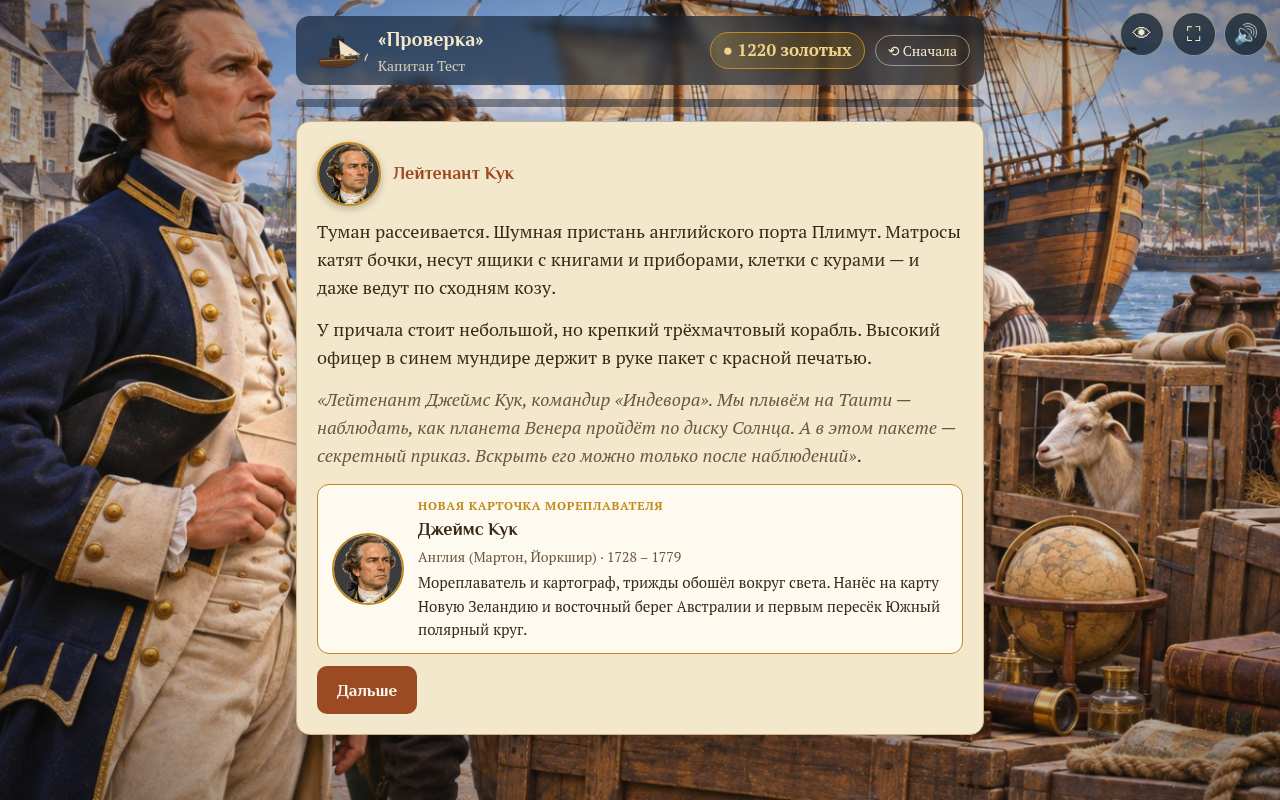 «Проверка»
Капитан Тест
● 1220 золотых
⟲ Сначала
Лейтенант Кук
Туман рассеивается. Шумная пристань английского порта Плимут. Матросы
катят бочки, несут ящики с книгами и приборами, клетки с курами — и
даже ведут по сходням козу.
У причала стоит небольшой, но крепкий трёхмачтовый корабль. Высокий
офицер в синем мундире держит в руке пакет с красной печатью.
«Лейтенант Джеймс Кук, командир «Индевора». Мы плывём на Таити —
наблюдать, как планета Венера пройдёт по диску Солнца. А в этом пакете —
секретный приказ. Вскрыть его можно только после наблюдений».
НОВАЯ КАРТОЧКА МОРЕПЛАВАТЕЛЯ
Джеймс Кук
Англия (Мартон, Йоркшир) · 1728 – 1779
Мореплаватель и картограф, трижды обошёл вокруг света. Нанёс на карту
Новую Зеландию и восточный берег Австралии и первым пересёк Южный
полярный круг.
Дальше